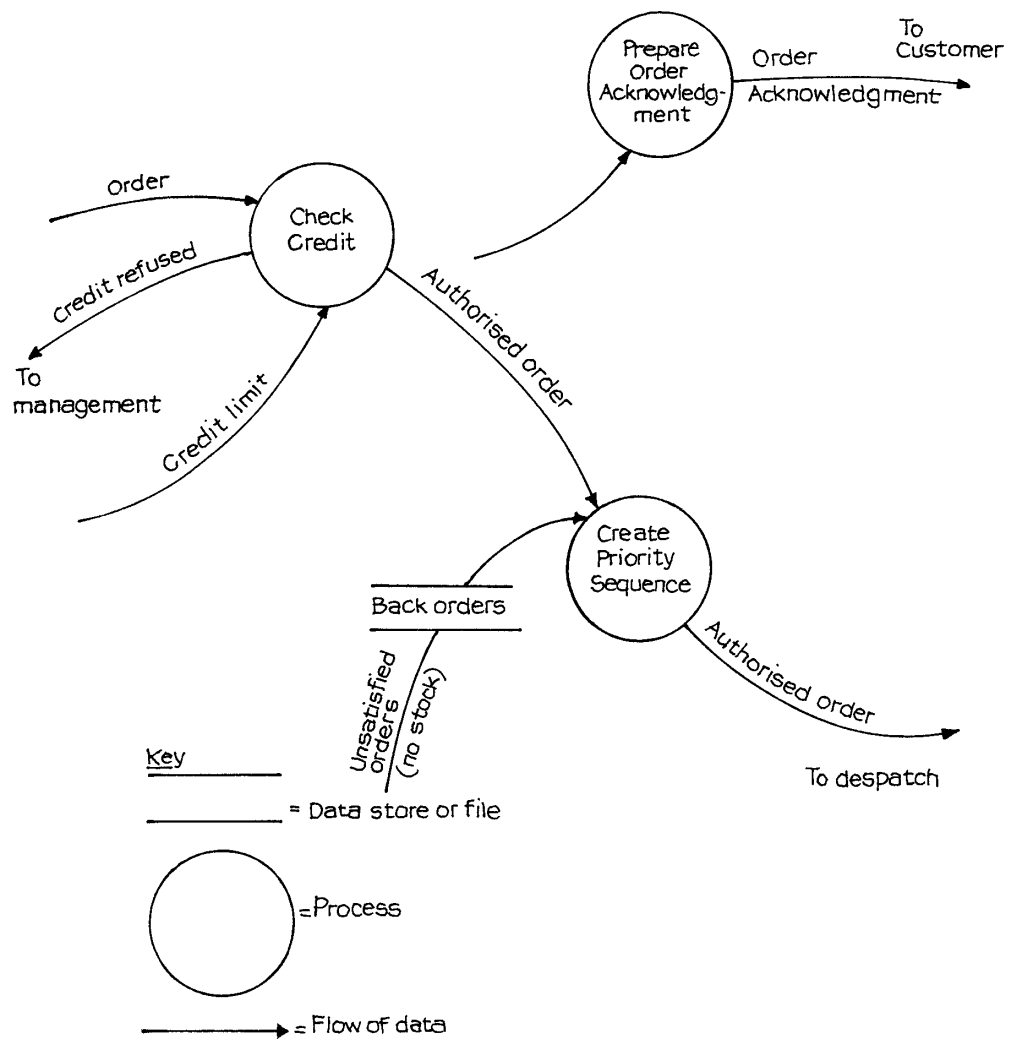 To
Customer
Prepare
Order
Acknowledg-
ment
Order
Acknowledgment
Order
Check
Credit
Credit refused
To
management
Credit limit
Authorised order
Create
Priority
Sequence
Back orders
Unsatisfied
orders
(no stock)
Authorised order
To despatch
Key
= Data store or file
=Process
= Flow of data